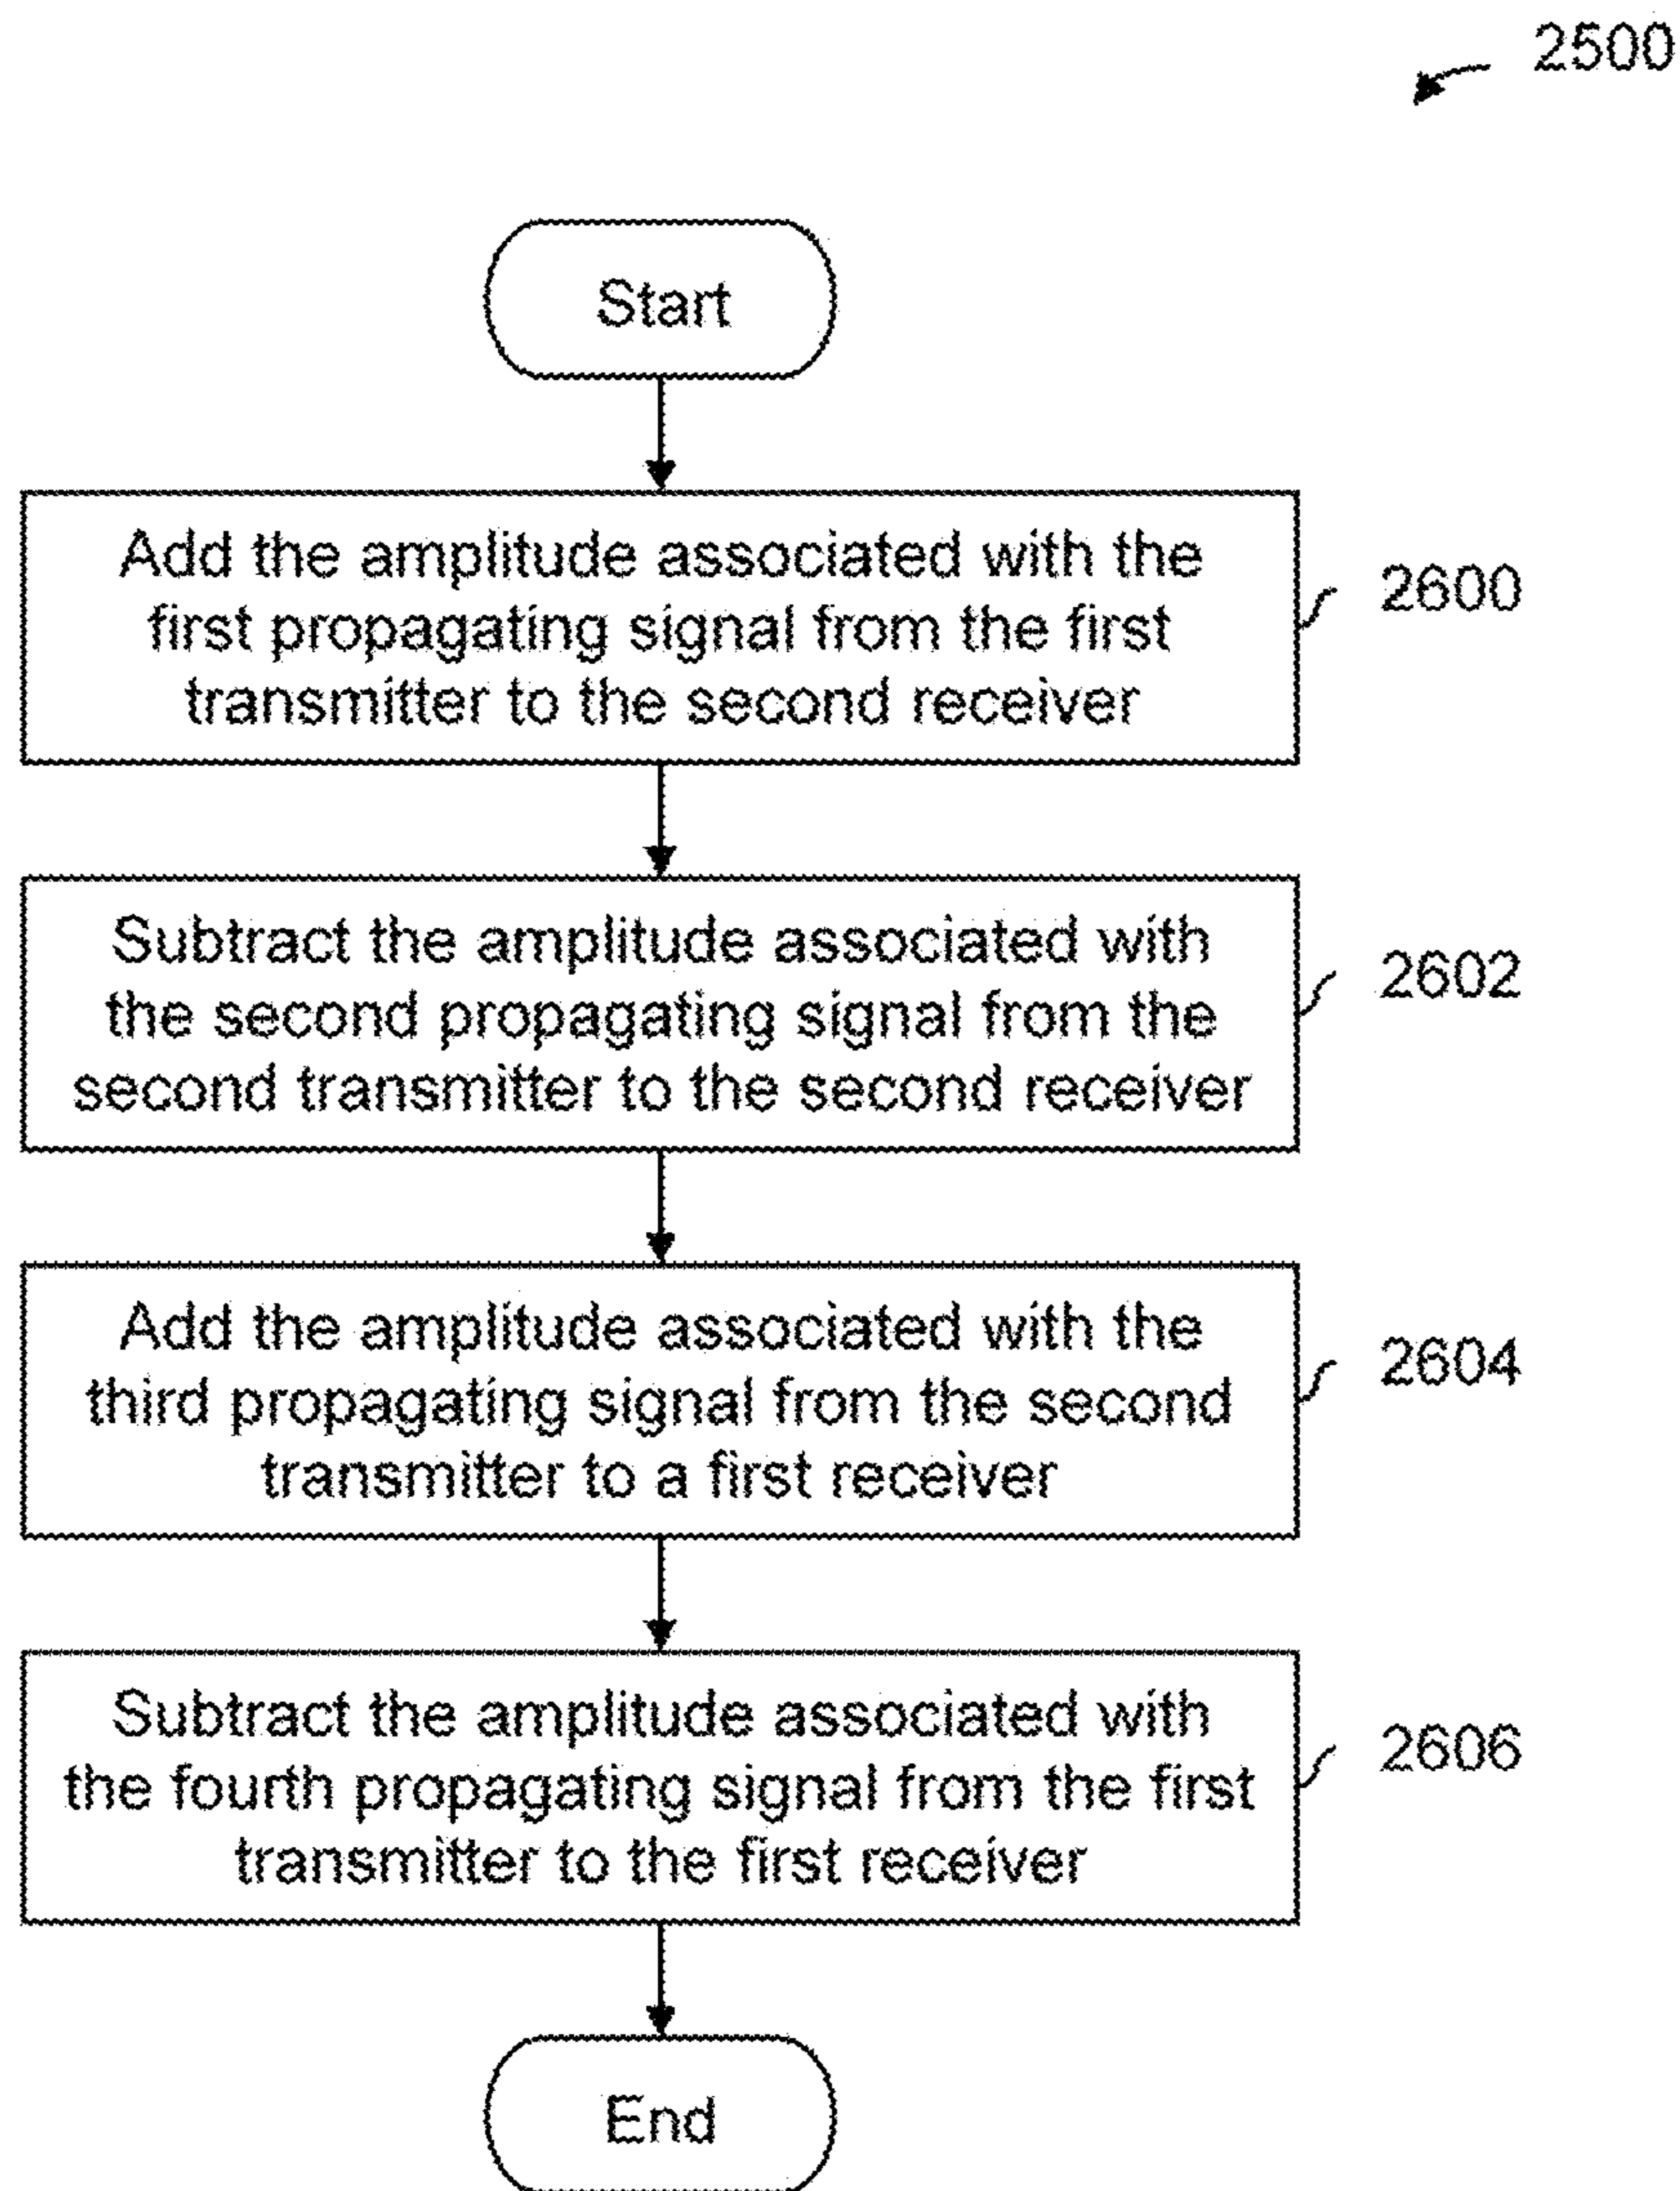 2500
Start
Add the amplitude associated with the
first propagating signal from the first
transmitter to the second receiver
2600
Subtract the amplitude associated with
the second propagating signal from the
second transmitter to the second receiver
2602
Add the amplitude associated with the
third propagating signal from the second
transmitter to a first receiver
2604
Subtract the amplitude associated with
the fourth propagating signal from the first
transmitter to the first receiver
2606
End